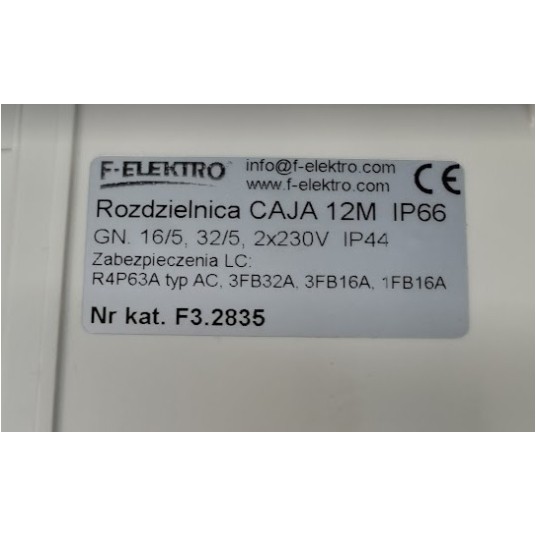 F-ELEKTRO
info@f-elektro.com
www.f-elektro.com
CE
Rozdzielnica CAJA 12M IP66
GN. 16/5, 32/5, 2x230V IP44
Zabezpieczenia LC:
R4P63A typ AC, 3FB32A, 3FB16A, 1FB16A
Nr kat. F3.2835